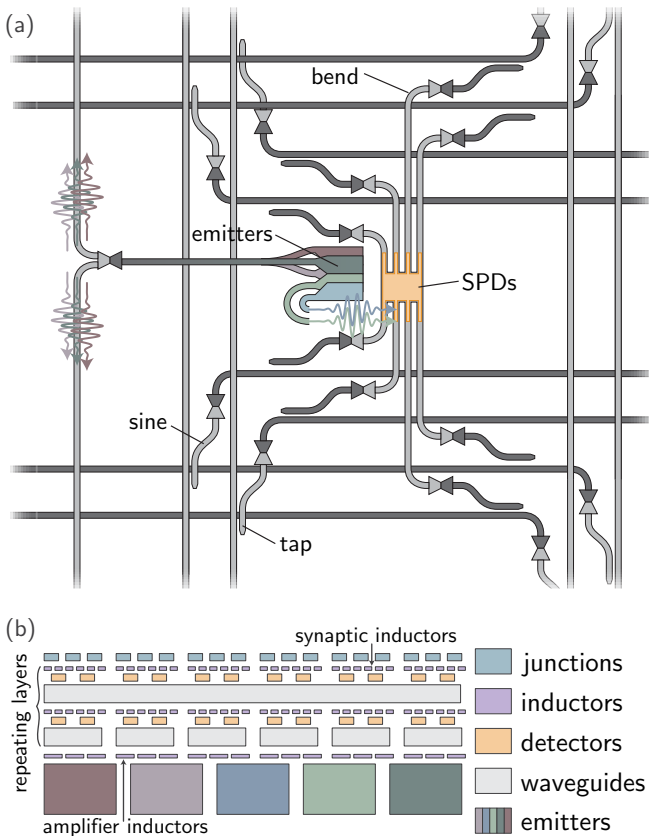 (a)
bend
emitters
SPDs
sine
tap
(b)
synaptic inductors
repeating layers
amplifier inductors
junctions
inductors
detectors
waveguides
emitters